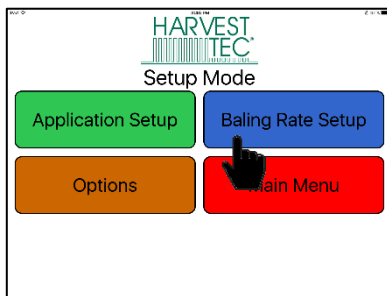 HARVEST
TEC
Setup Mode
Application Setup
Baling Rate Setup
Options
Main Menu